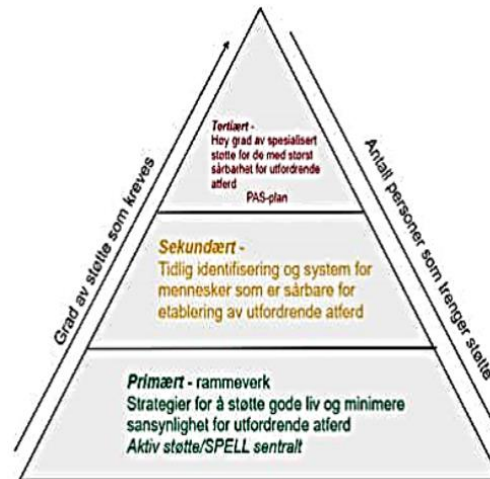 Tertiært -
Høy grad av spesialisert
støtte for de med størst
sårbarhet for utfordrende
atferd
PAS-plan
Grad av støtte som kreves
Antall personer som trenger støtte
Sekundært -
Tidlig identifisering og system for
mennesker som er sårbare for
etablering av utfordrende atferd
Primært - rammeverk
Strategier for å støtte gode liv og minimere
sansynlighet for utfordrende atferd
Aktiv støtte/SPELL sentralt